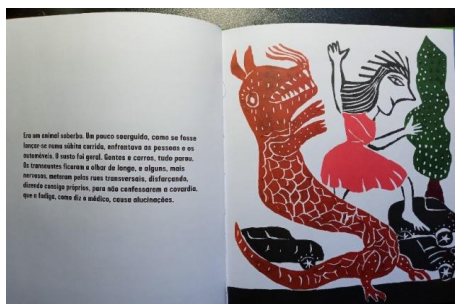 Era um animal soberbo. Um pouco soerguido, como se fosse
lançar-se numa súbita corrida, enfrentava as pessoas e os
automóveis. O susto foi geral. Gentes e carros, tudo parou.
Os transeuntes ficaram a olhar de longe, e alguns, mais
nervosos, meteram pelas ruas transversais, disfarçando,
dizendo consigo próprios, para não confessarem a covardia,
que a fadiga, como diz o médico, causa alucinações.